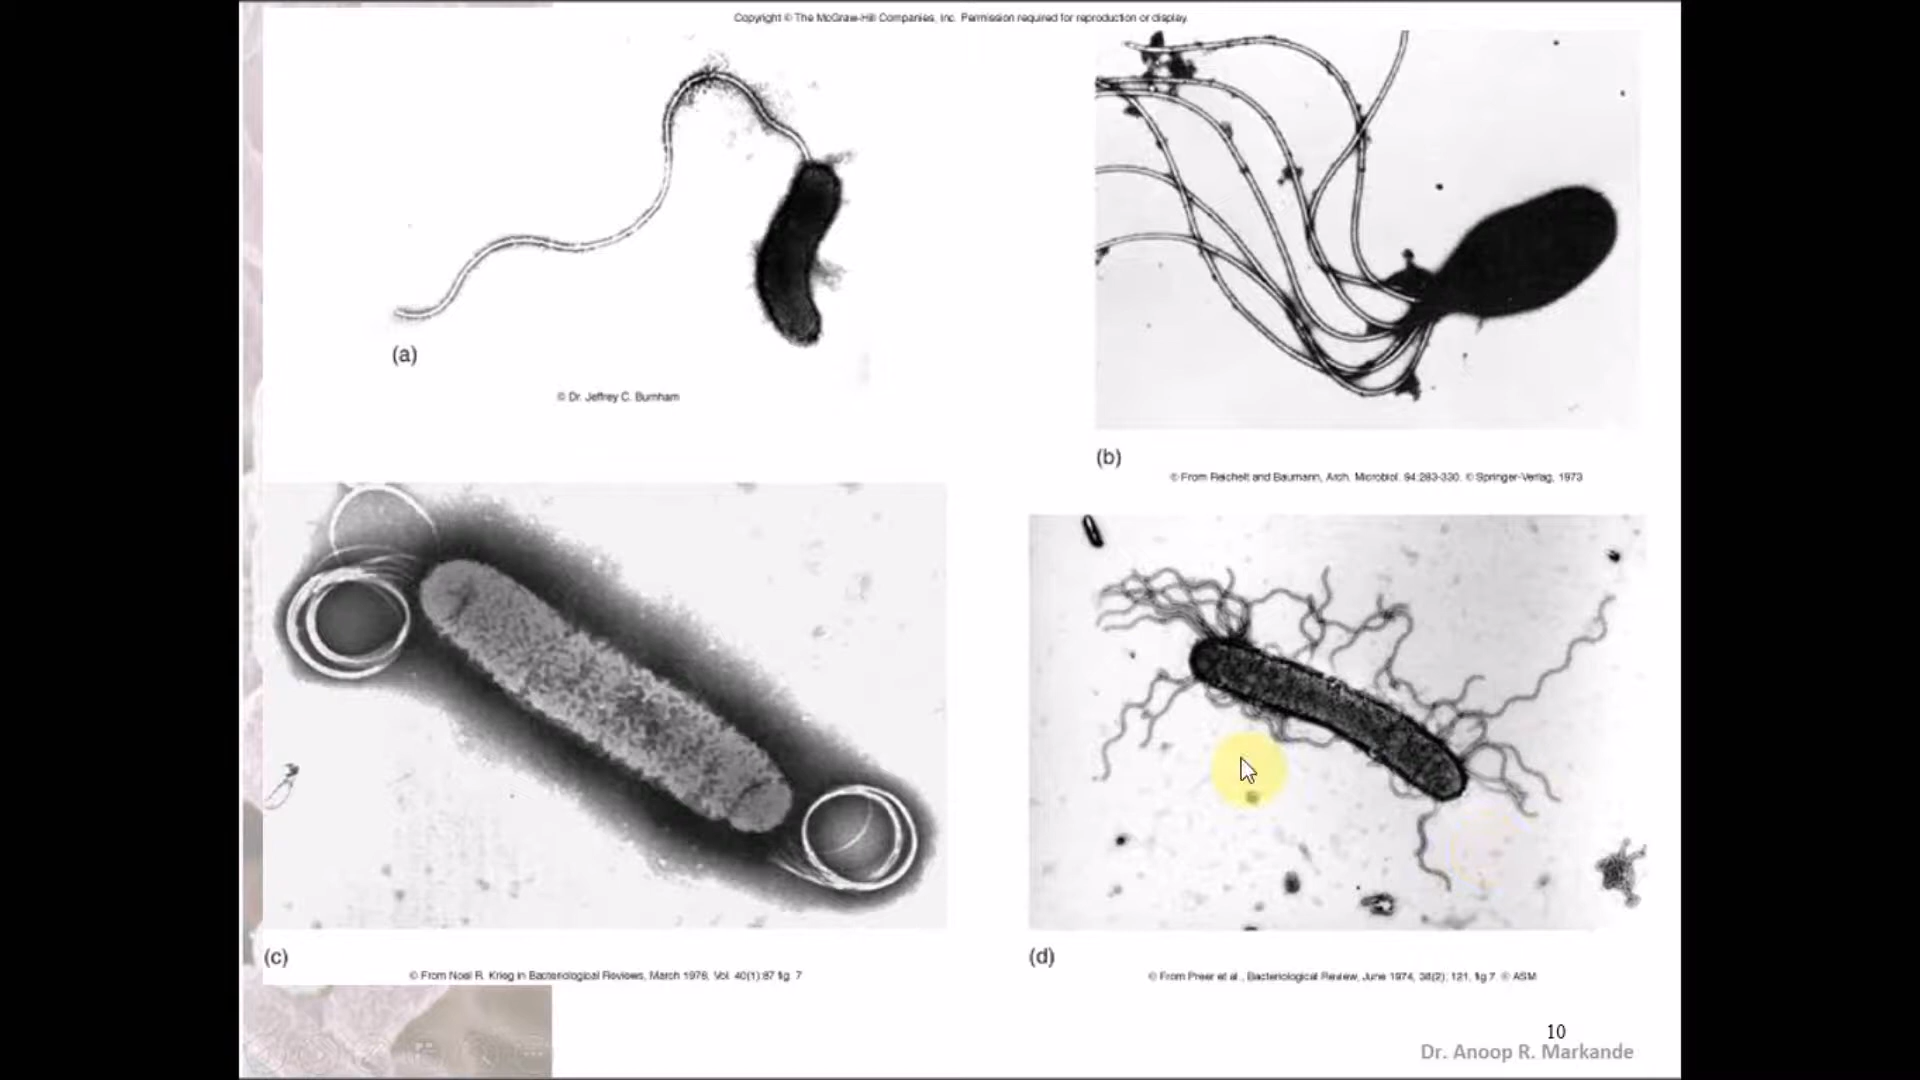 Copyright © The McGraw-Hill Companies, Inc. Permission required for reproduction or display.
(a)
© Dr. Jeffrey C. Burnham
(b)
© From Reichelt and Baumann, Arch. Microbiol. 94:283-330. © Springer-Verlag, 1973
(c)
© From Noel R. Krieg in Bacteriological Reviews, March 1976, Vol. 40(1):87 fig. 7
(d)
© From Preer et al., Bacteriological Review, June 1974, 38(2); 121, fig 7 © ASM
10
Dr. Anoop R. Markande